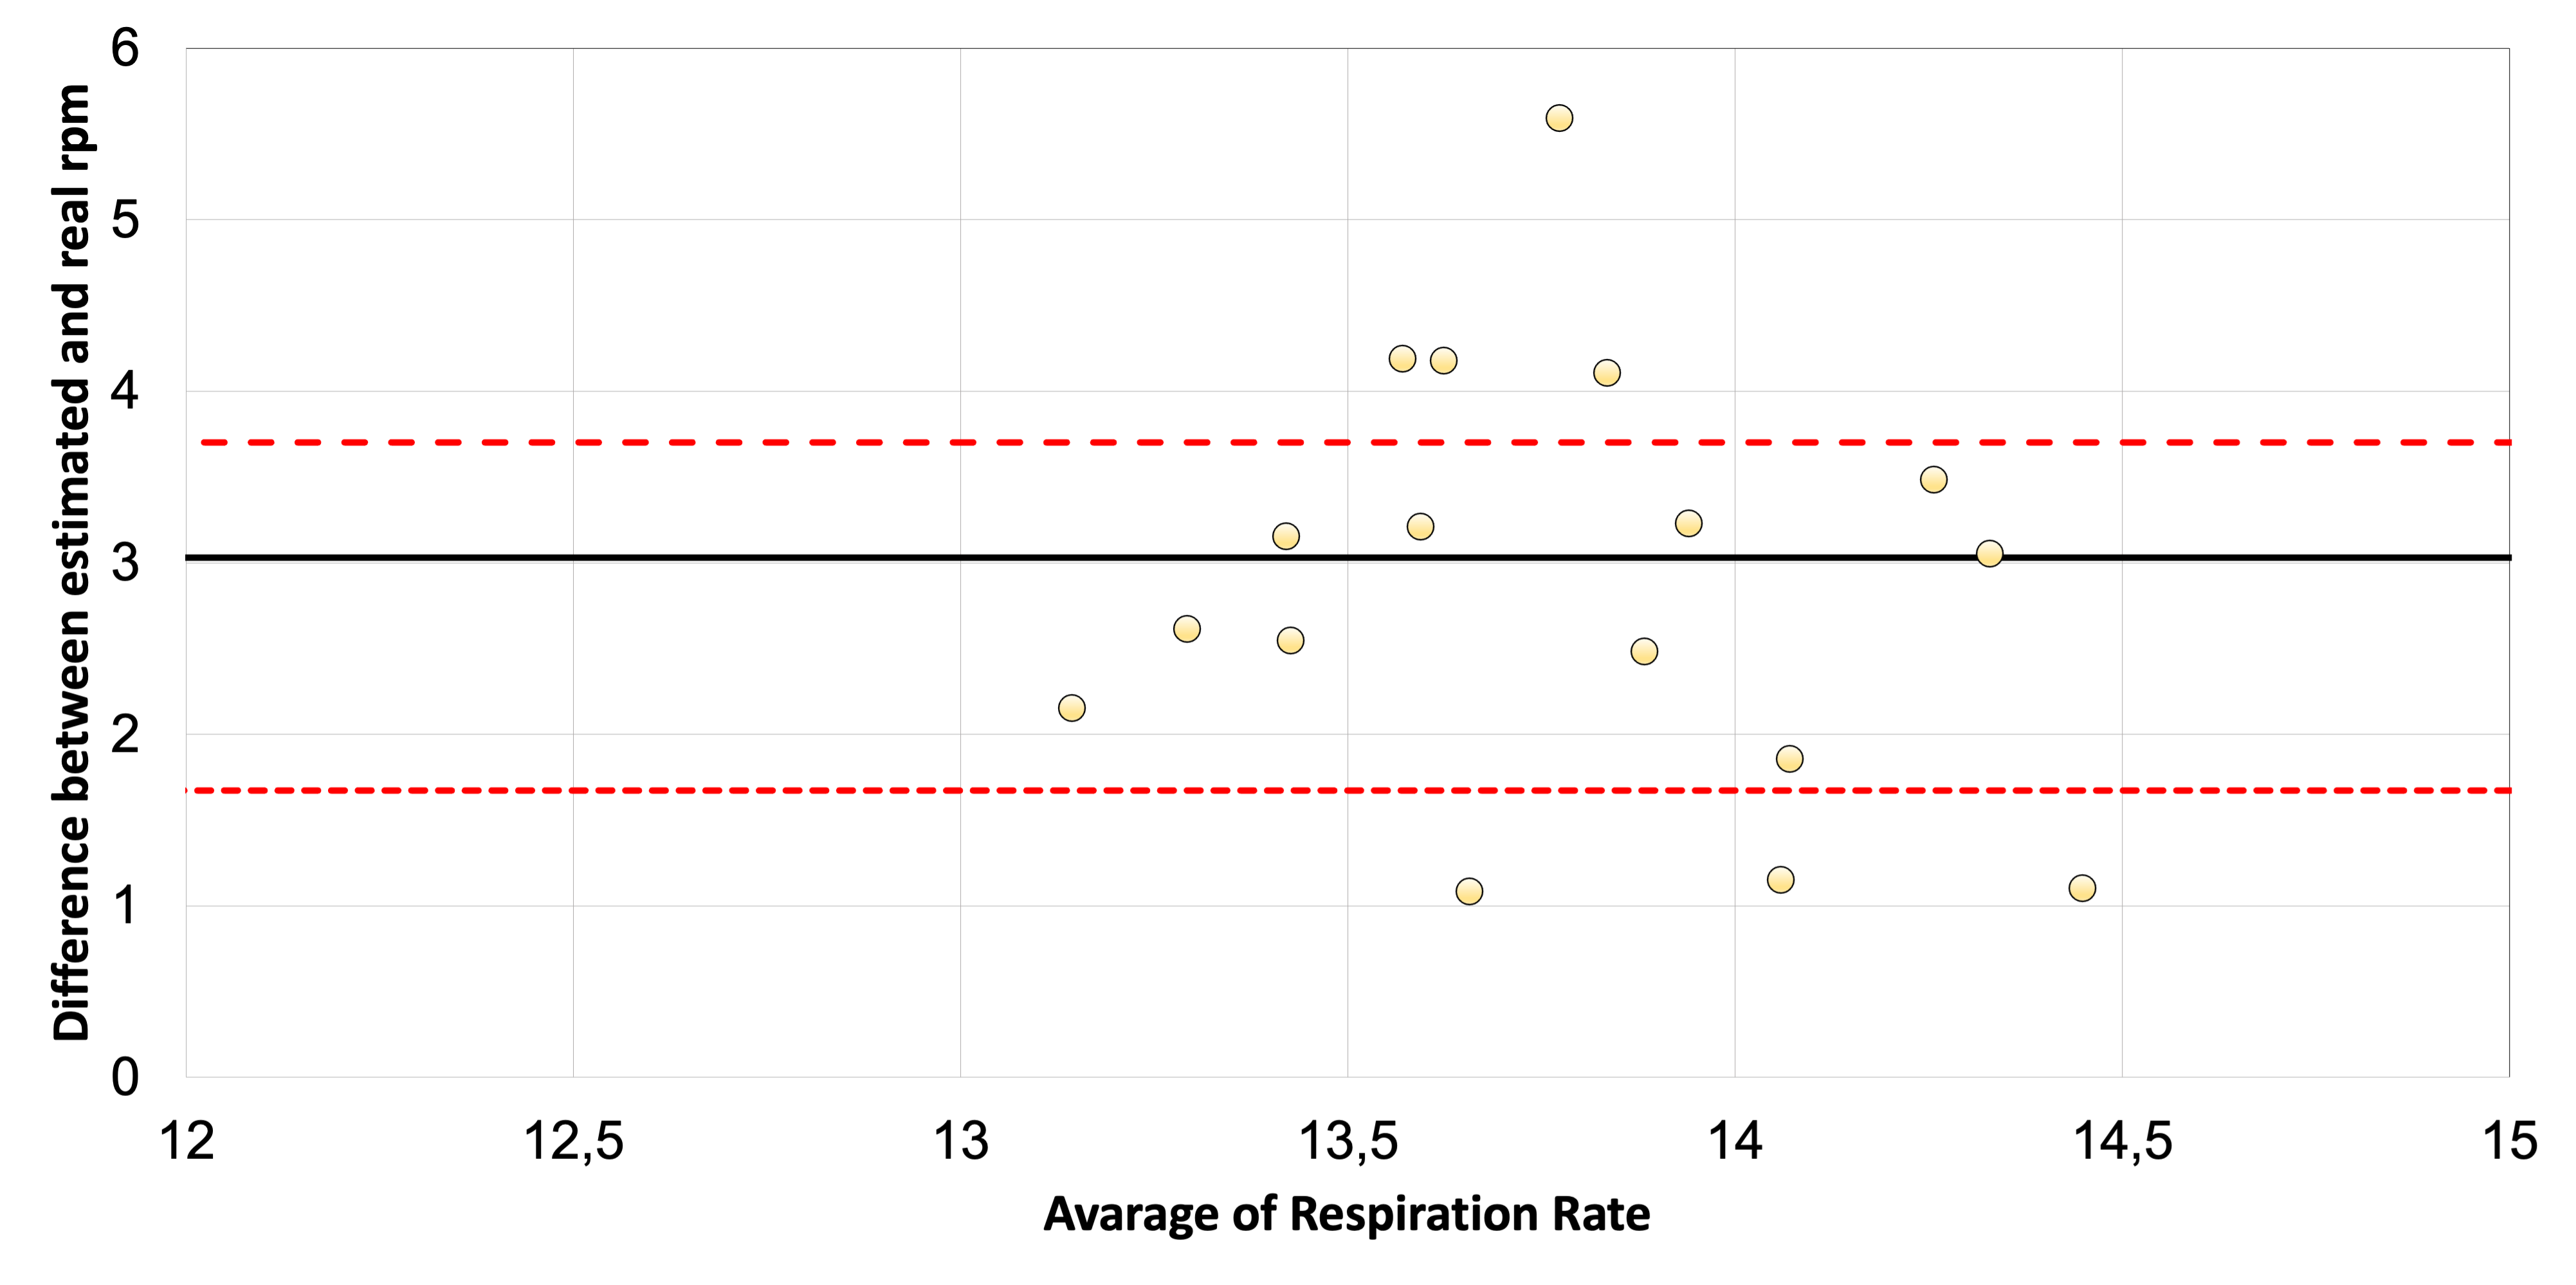 Difference between estimated and real rpm
6
5
4
3
2
1
0
12 12,5 13 13,5 14 14,5 15
Avarage of Respiration Rate